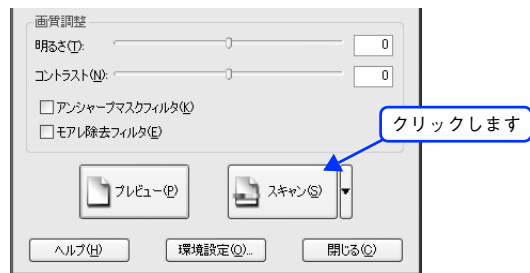 画質調整
明るさ(T): 0
コントラスト(N): 0
アンシャープマスクフィルタ(K)
モアレ除去フィルタ(E)
クリックします
プレビュー(P) スキャン(S)
ヘルプ(H) 環境設定(O)... 閉じる(C)